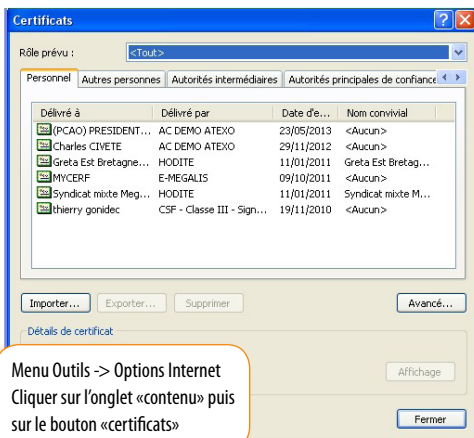 Certificats
Rôle prévu :
<Tout>
Personnel Autres personnes Autorités intermédiaires Autorités principales de confiance
Délivré à Délivré par Date d'e... Nom convivial
(PCAO) PRESIDENT... AC DEMO ATEXO 23/05/2013 <Aucun>
Charles CIVETE AC DEMO ATEXO 29/11/2012 <Aucun>
Greta Est Bretagne... HODITE 11/01/2011 Greta Est Bretag...
MYCERF E-MEGALIS 09/10/2011 <Aucun>
Syndicat mixte Meg... HODITE 11/01/2011 Syndicat mixte M...
thierry gonidec CSF - Classe III - Sign... 19/11/2010 <Aucun>
Importer... Exporter... Supprimer Avancé...
Détails de certificat
Affichage
Menu Outils -> Options Internet
Cliquer sur l'onglet «contenu» puis
sur le bouton «certificats»
Fermer